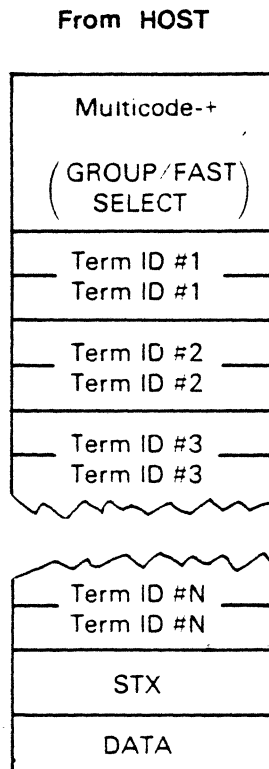 From HOST
Multicode-+
(GROUP/FAST
SELECT)
Term ID #1
Term ID #1
Term ID #2
Term ID #2
Term ID #3
Term ID #3
Term ID #N
Term ID #N
STX
DATA